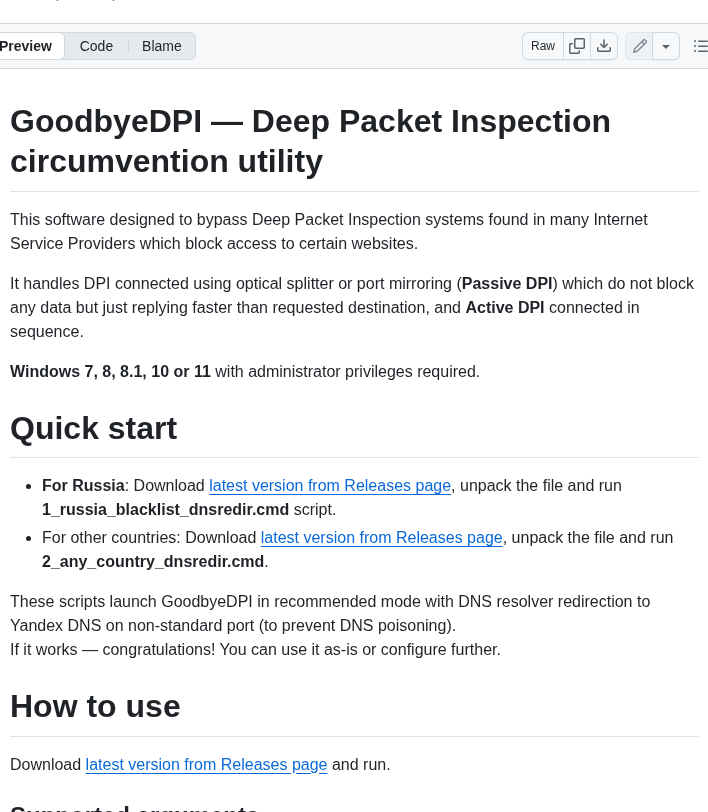 Preview Code Blame Raw
GoodbyeDPI — Deep Packet Inspection
circumvention utility
This software designed to bypass Deep Packet Inspection systems found in many Internet
Service Providers which block access to certain websites.
It handles DPI connected using optical splitter or port mirroring (Passive DPI) which do not block
any data but just replying faster than requested destination, and Active DPI connected in
sequence.
Windows 7, 8, 8.1, 10 or 11 with administrator privileges required.
Quick start
• For Russia: Download latest version from Releases page, unpack the file and run
1_russia_blacklist_dnsredir.cmd script.
• For other countries: Download latest version from Releases page, unpack the file and run
2_any_country_dnsredir.cmd.
These scripts launch GoodbyeDPI in recommended mode with DNS resolver redirection to
Yandex DNS on non-standard port (to prevent DNS poisoning).
If it works — congratulations! You can use it as-is or configure further.
How to use
Download latest version from Releases page and run.
Supported arguments